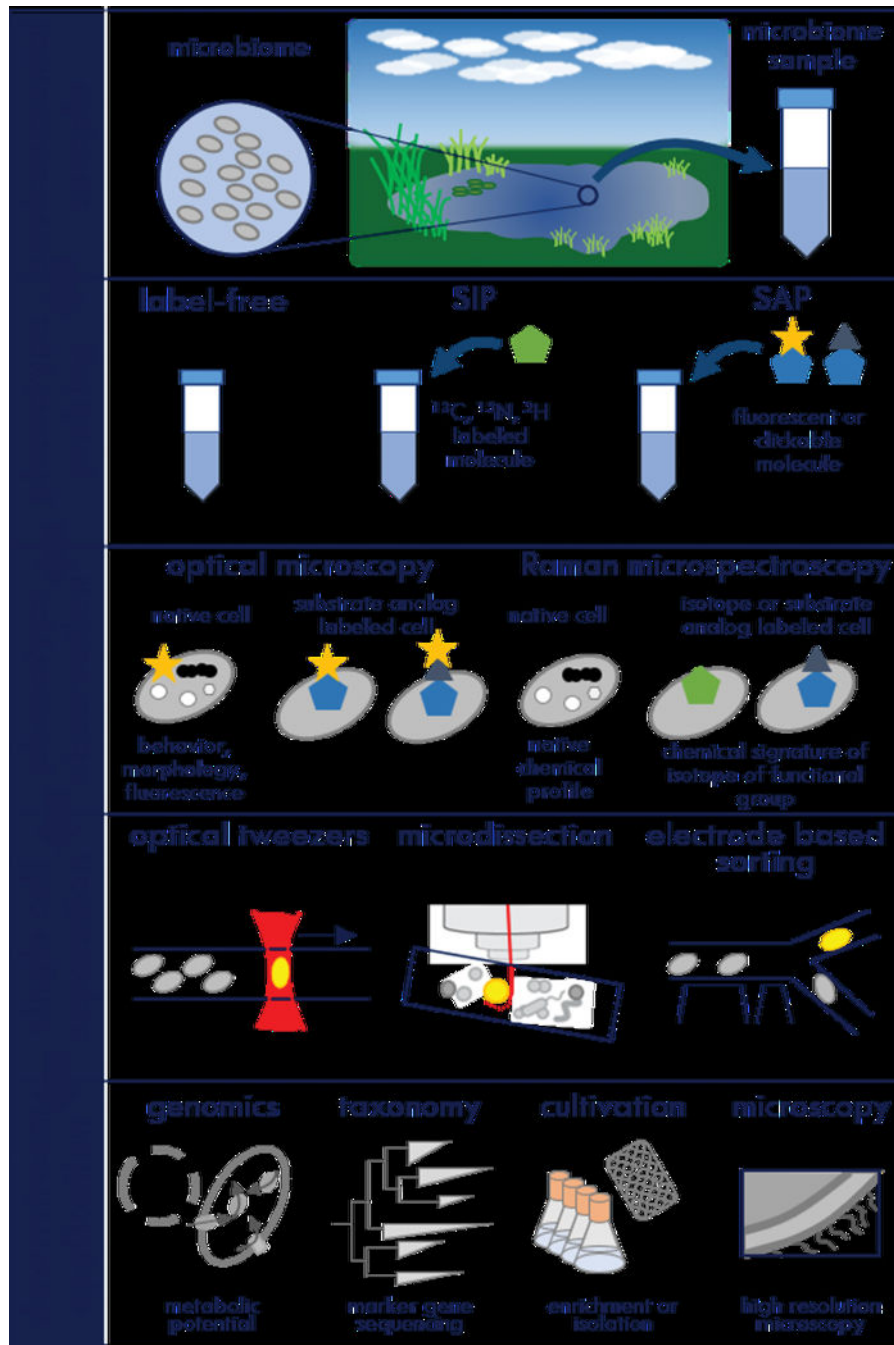 microbiome
microbiome
sample
label-free
SIP
SAP
¹³C, ¹⁵N, ²H
labeled
molecule
fluorescent or
clickable
molecule
optical microscopy
Raman microspectroscopy
native cell
substrate analog
labeled cell
native cell
isotope or substrate
analog labeled cell
behavior,
morphology,
fluorescence
native
chemical
profile
chemical signature of
isotope of functional
group
optical tweezers
microdissection
electrode based
sorting
genomics
taxonomy
cultivation
microscopy
metabolic
potential
marker gene
sequencing
enrichment or
isolation
high resolution
microscopy